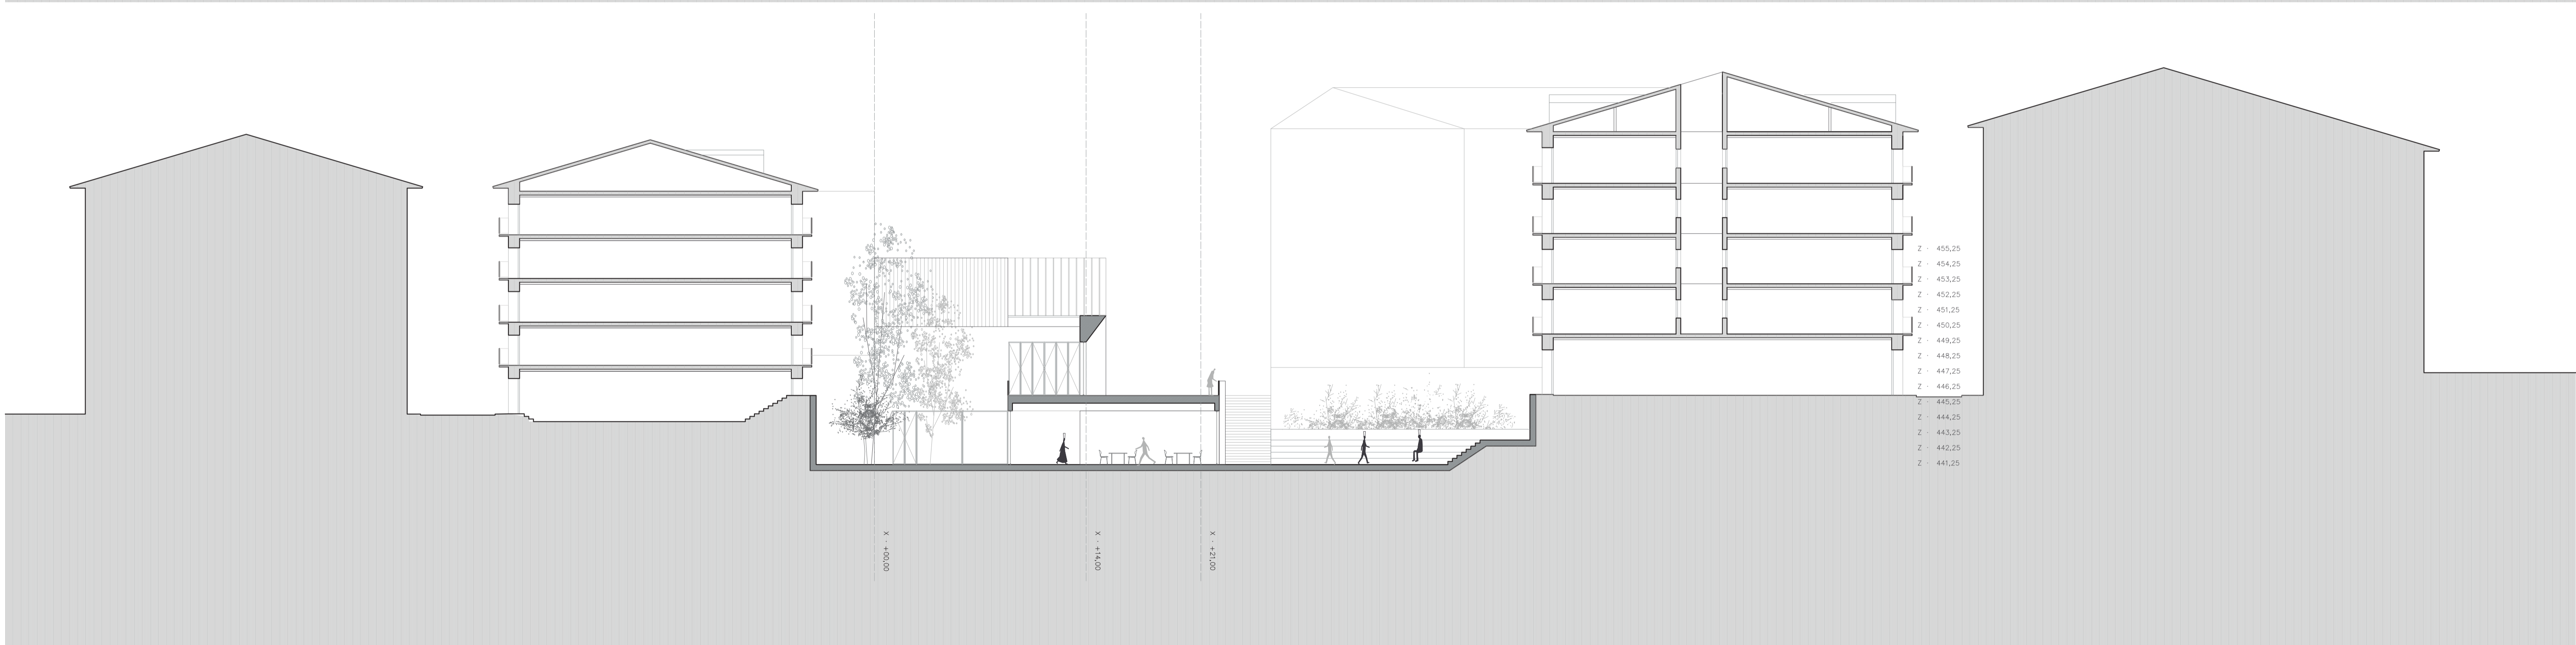 Z · 455,25
Z · 454,25
Z · 453,25
Z · 452,25
Z · 451,25
Z · 450,25
Z · 449,25
Z · 448,25
Z · 447,25
Z · 446,25
Z · 445,25
Z · 444,25
Z · 443,25
Z · 442,25
Z · 441,25
X · +00,00
X · +14,00
X · +21,00